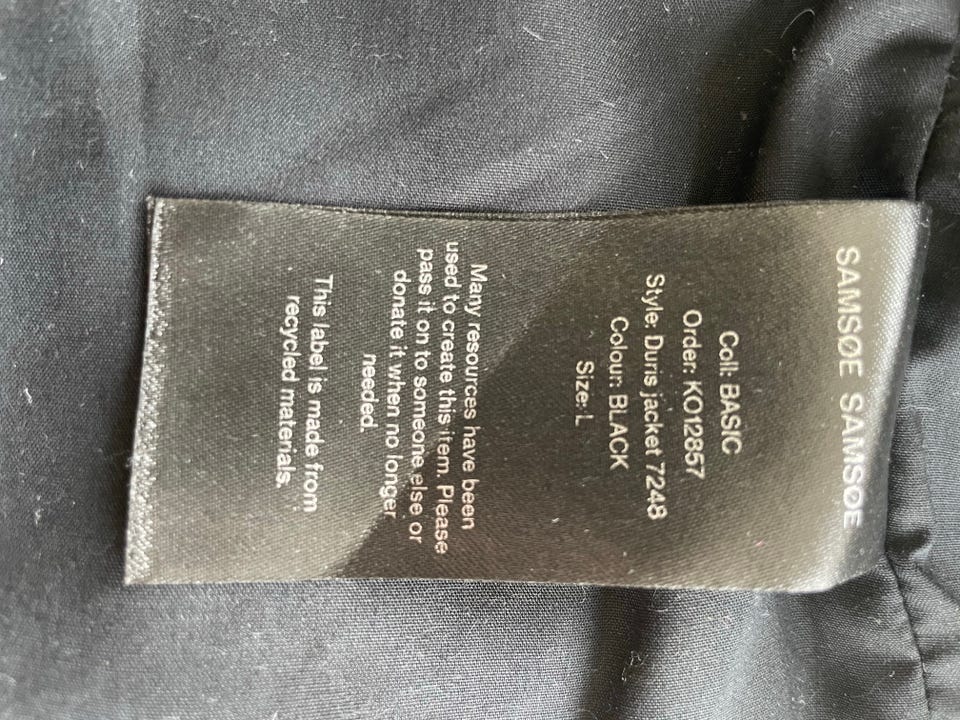 SAMSØE SAMSØE
Coll: BASIC
Order: KO12857
Style: Duris jacket 7248
Colour: BLACK
Size: L
Many resources have been
used to create this item. Please
pass it on to someone else or
donate it when no longer
needed.
This label is made from
recycled materials.